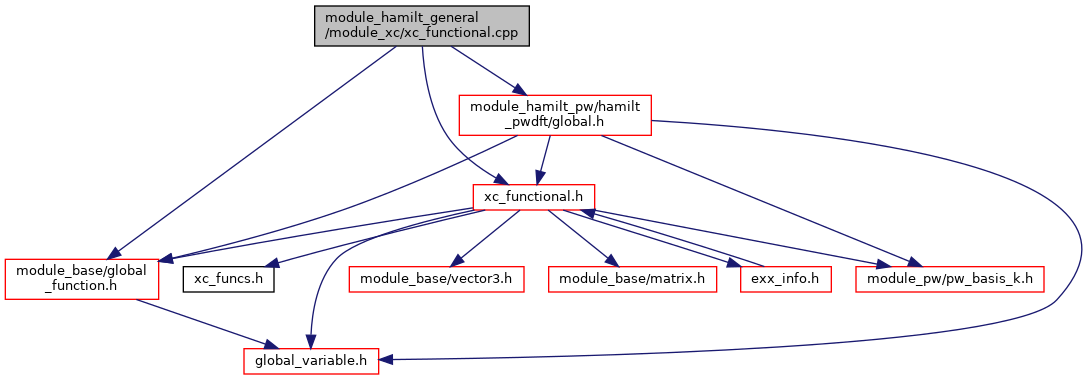 module_hamilt_general
/module_xc/xc_functional.cpp
module_hamilt_pw/hamilt
_pwdft/global.h
xc_functional.h
module_base/global
_function.h
xc_funcs.h
module_base/vector3.h
module_base/matrix.h
exx_info.h
module_pw/pw_basis_k.h
global_variable.h